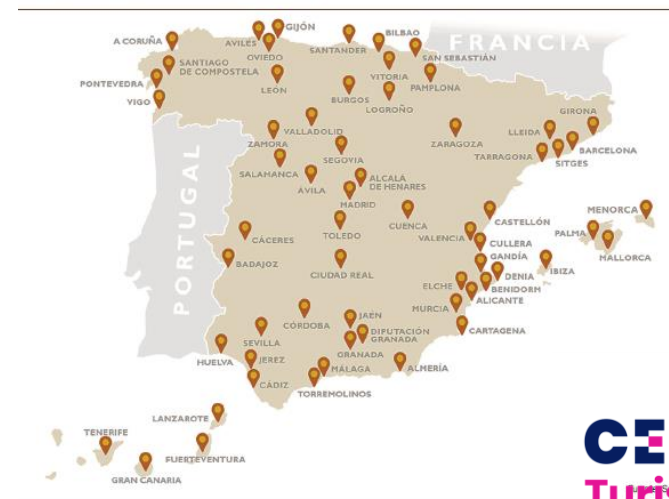 GIJÓN
A CORUÑA
AVILES
OVIEDO
SANTANDER
BILBAO
FRANCIA
SAN SEBASTIÁN
SANTIAGO
DE COMPOSTELA
LEÓN
VITORIA
PAMPLONA
PONTEVEDRA
BURGOS
LOGROÑO
VIGO
GIRONA
VALLADOLID
ZAMORA
ZARAGOZA
LLEIDA
BARCELONA
TARRAGONA
SITGES
SEGOVIA
SALAMANCA
ÁVILA
ALCALA
DE HENARES
MADRID
PORTUGAL
MENORCA
CUENCA
CASTELLÓN
PALMA
TOLEDO
VALENCIA
CÁCERES
CULLERA
MALLORCA
GANDÍA
BADAJOZ
CIUDAD REAL
DENIA
IBIZA
ELCHE
BENIDORM
ALICANTE
MURCIA
CÓRDOBA
JAÉN
DIPUTACIÓN
GRANADA
CARTAGENA
SEVILLA
GRANADA
HUELVA
JEREZ
MÁLAGA
ALMERÍA
CÁDIZ
TORREMOLINOS
LANZAROTE
TENERIFE
FUERTEVENTURA
GRAN CANARIA
CE
Turi